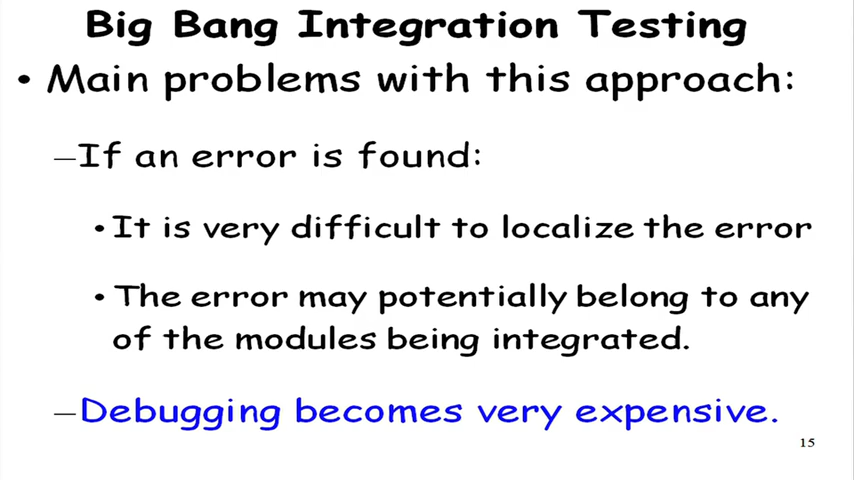 Big Bang Integration Testing
• Main problems with this approach:
–If an error is found:
• It is very difficult to localize the error
• The error may potentially belong to any
of the modules being integrated.
–Debugging becomes very expensive.
15